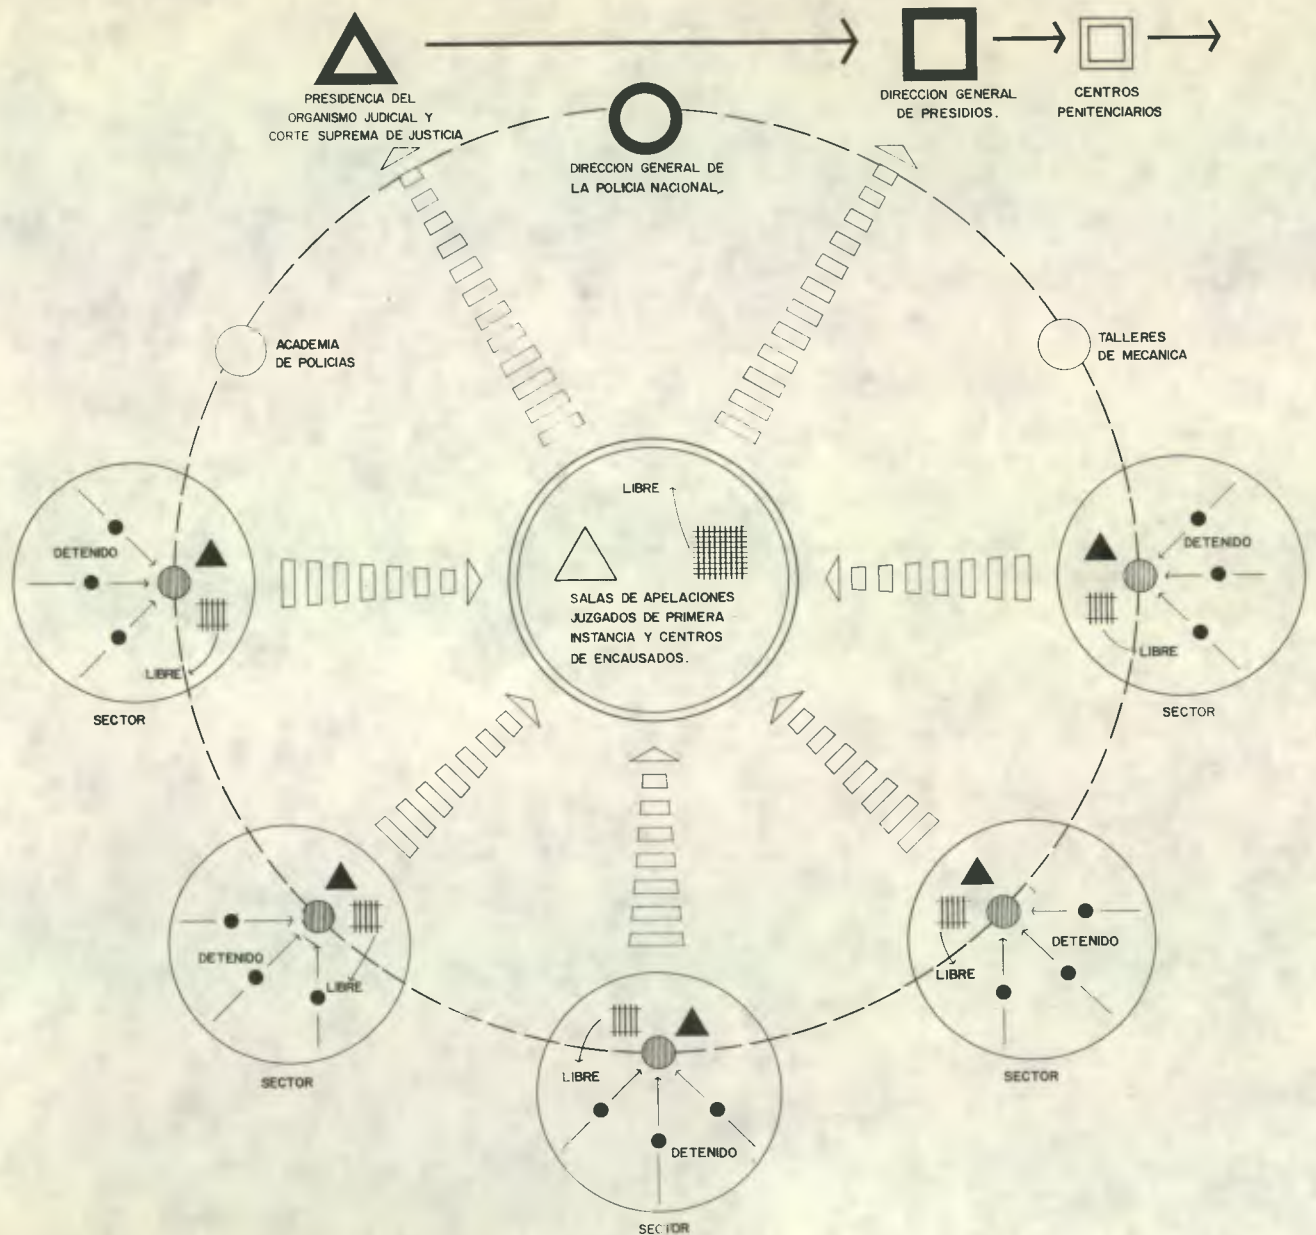 PRESIDENCIA DEL
ORGANISMO JUDICIAL Y
CORTE SUPREMA DE JUSTICIA
DIRECCION GENERAL DE
LA POLICIA NACIONAL.
DIRECCION GENERAL
DE PRESIDIOS.
CENTROS
PENITENCIARIOS
ACADEMIA
DE POLICIAS
TALLERES
DE MECANICA
LIBRE
SALAS DE APELACIONES
JUZGADOS DE PRIMERA
INSTANCIA Y CENTROS
DE ENCAUSADOS.
DETENIDO
LIBRE
SECTOR
DETENIDO
LIBRE
SECTOR
DETENIDO
LIBRE
SECTOR
LIBRE
DETENIDO
SECTOR
DETENIDO
LIBRE
SECTOR